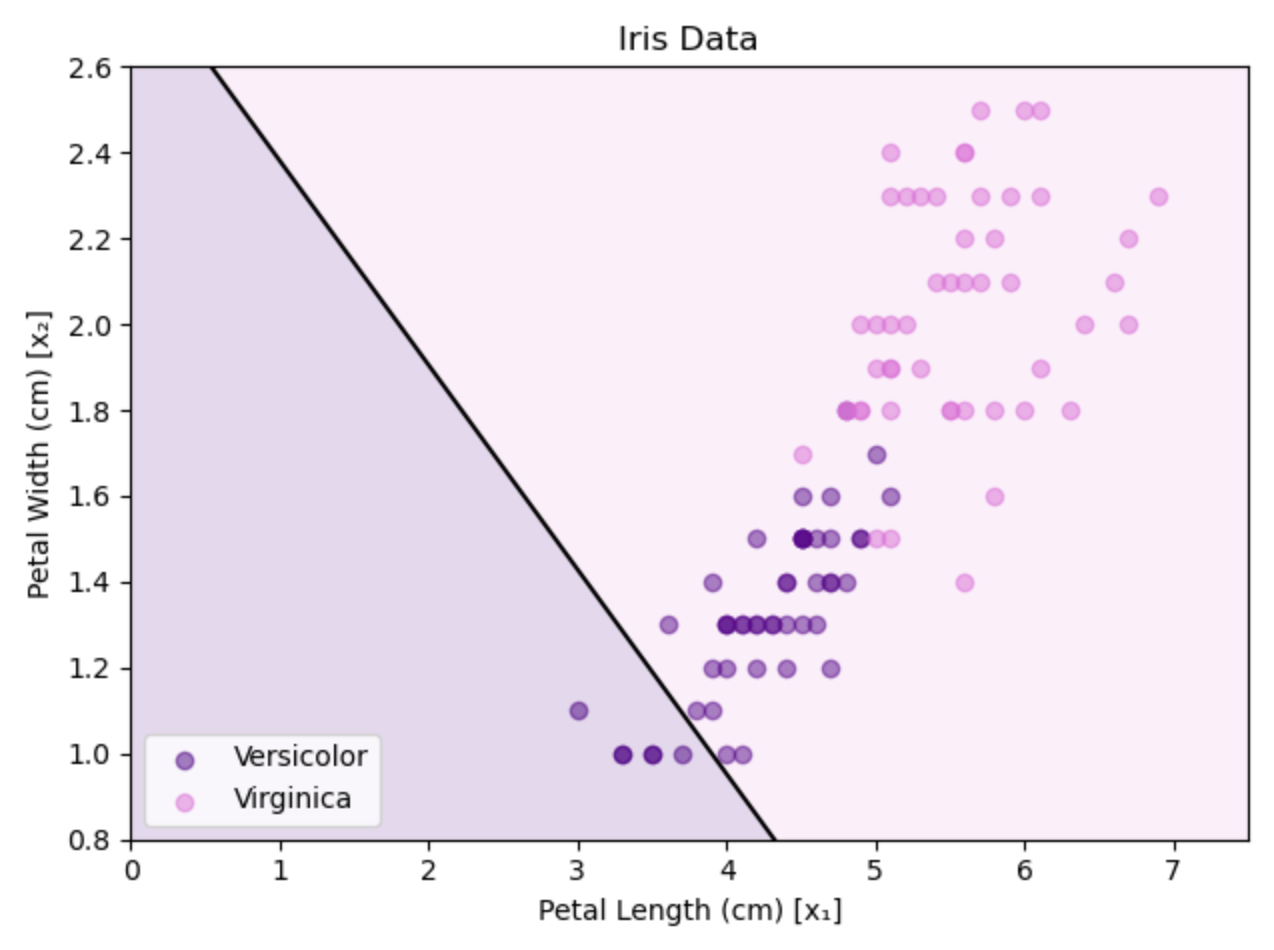 Iris Data
2.6
2.4
2.2
2.0
1.8
1.6
1.4
1.2
1.0
0.8
Petal Width (cm) [x₂]
Versicolor
Virginica
0 1 2 3 4 5 6 7
Petal Length (cm) [x₁]